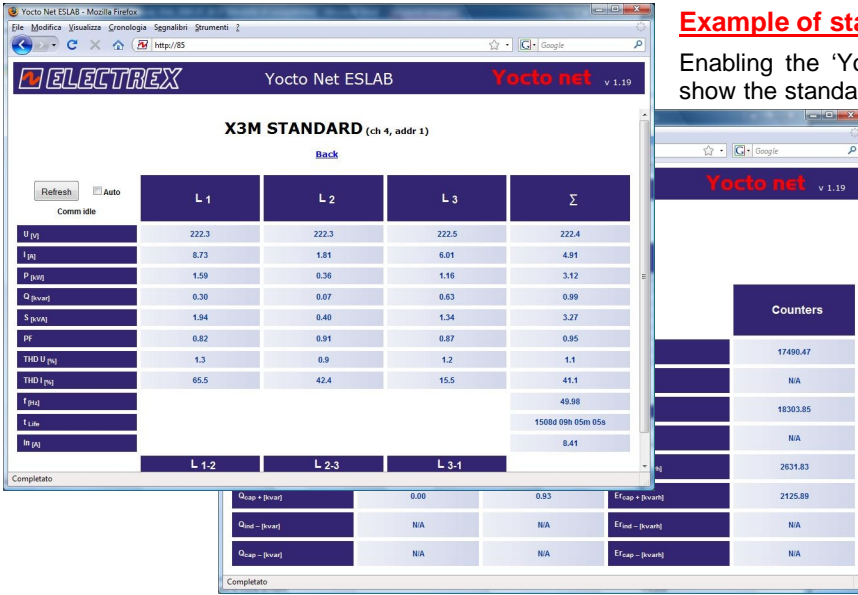 Yocto Net ESLAB - Mozilla Firefox
File Modifica Visualizza Cronologia Segnalibri Strumenti ?
http://85
Google
ELECTREX Yocto Net ESLAB Yocto net v 1.19
X3M STANDARD (ch 4, addr 1)
Back
Refresh Auto
Comm idle
L 1 L 2 L 3 Σ
U [V] 222.3 222.3 222.5 222.4
I [A] 8.73 1.81 6.01 4.91
P [kW] 1.59 0.36 1.16 3.12
Q [kvar] 0.30 0.07 0.63 0.99
S [kVA] 1.94 0.40 1.34 3.27
PF 0.82 0.91 0.87 0.95
THD U [%] 1.3 0.9 1.2 1.1
THD I [%] 65.5 42.4 15.5 41.1
f [Hz] 49.98
t Life 1508d 09h 05m 05s
In [A] 8.41
L 1-2 L 2-3 L 3-1
Completato
Example of sta
Enabling the ‘Yo
show the standa
Google
Yocto net v 1.19
Counters
17490.47
N/A
18303.85
N/A
2631.83
Qcap + [kvar] 0.00 0.93 Ercap + [kvarh] 2125.89
Qind – [kvar] N/A N/A Erind – [kvarh] N/A
Qcap – [kvar] N/A N/A Ercap – [kvarh] N/A
Completato